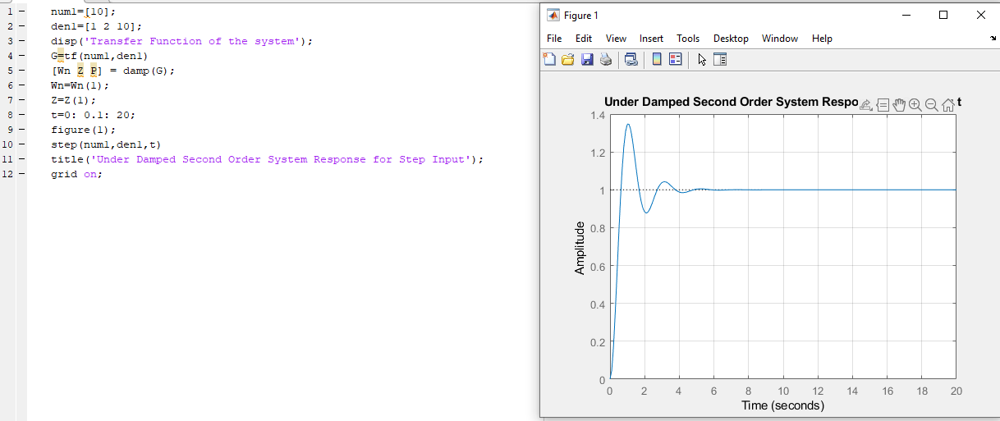 1 – num1=[10];
2 – den1=[1 2 10];
3 – disp('Transfer Function of the system');
4 – G=tf(num1,den1)
5 – [Wn Z P] = damp(G);
6 – Wn=Wn(1);
7 – Z=Z(1);
8 – t=0: 0.1: 20;
9 – figure(1);
10 – step(num1,den1,t)
11 – title('Under Damped Second Order System Response for Step Input');
12 – grid on;
Figure 1
File Edit View Insert Tools Desktop Window Help
Under Damped Second Order System Respo t
1.4
1.2
1
0.8
0.6
0.4
0.2
0
Amplitude
0 2 4 6 8 10 12 14 16 18 20
Time (seconds)